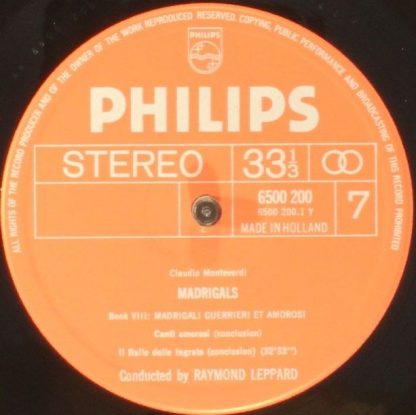 ALL RIGHTS OF THE RECORD PRODUCER AND OF THE OWNER OF THE WORK REPRODUCED RESERVED. COPYING, PUBLIC PERFORMANCE AND BROADCASTING OF THIS RECORD PROHIBITED
PHILIPS
PHILIPS
STEREO 33⅓
6500 200 7
6500 200.1 Y
MADE IN HOLLAND
Claudio Monteverdi
MADRIGALS
Book VIII: MADRIGALI GUERRIERI ET AMOROSI
Canti amorosi (conclusion)
Il Ballo delle Ingrate (conclusion)
Conducted by RAYMOND LEPPARD